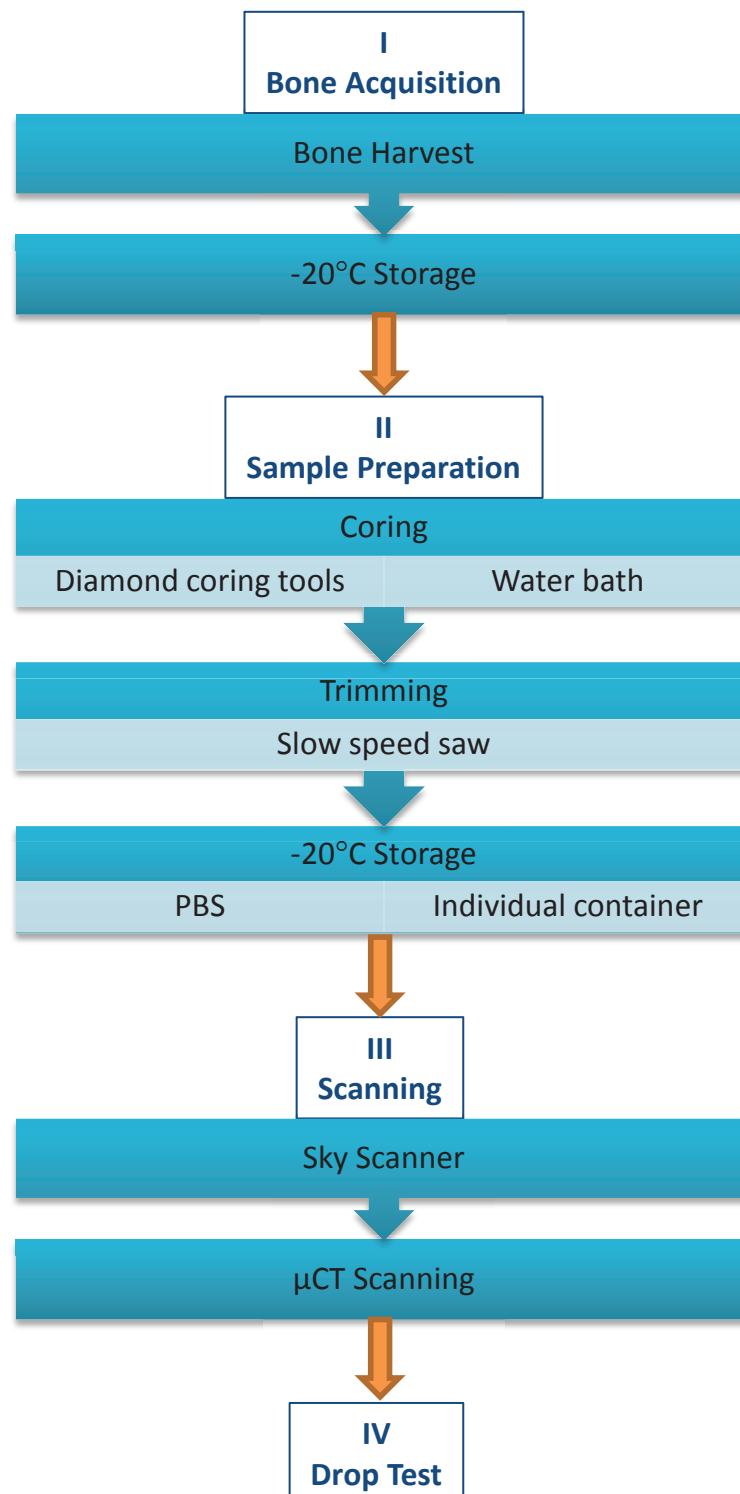 I
Bone Acquisition
Bone Harvest
-20°C Storage
II
Sample Preparation
Coring
Diamond coring tools
Water bath
Trimming
Slow speed saw
-20°C Storage
PBS
Individual container
III
Scanning
Sky Scanner
µCT Scanning
IV
Drop Test